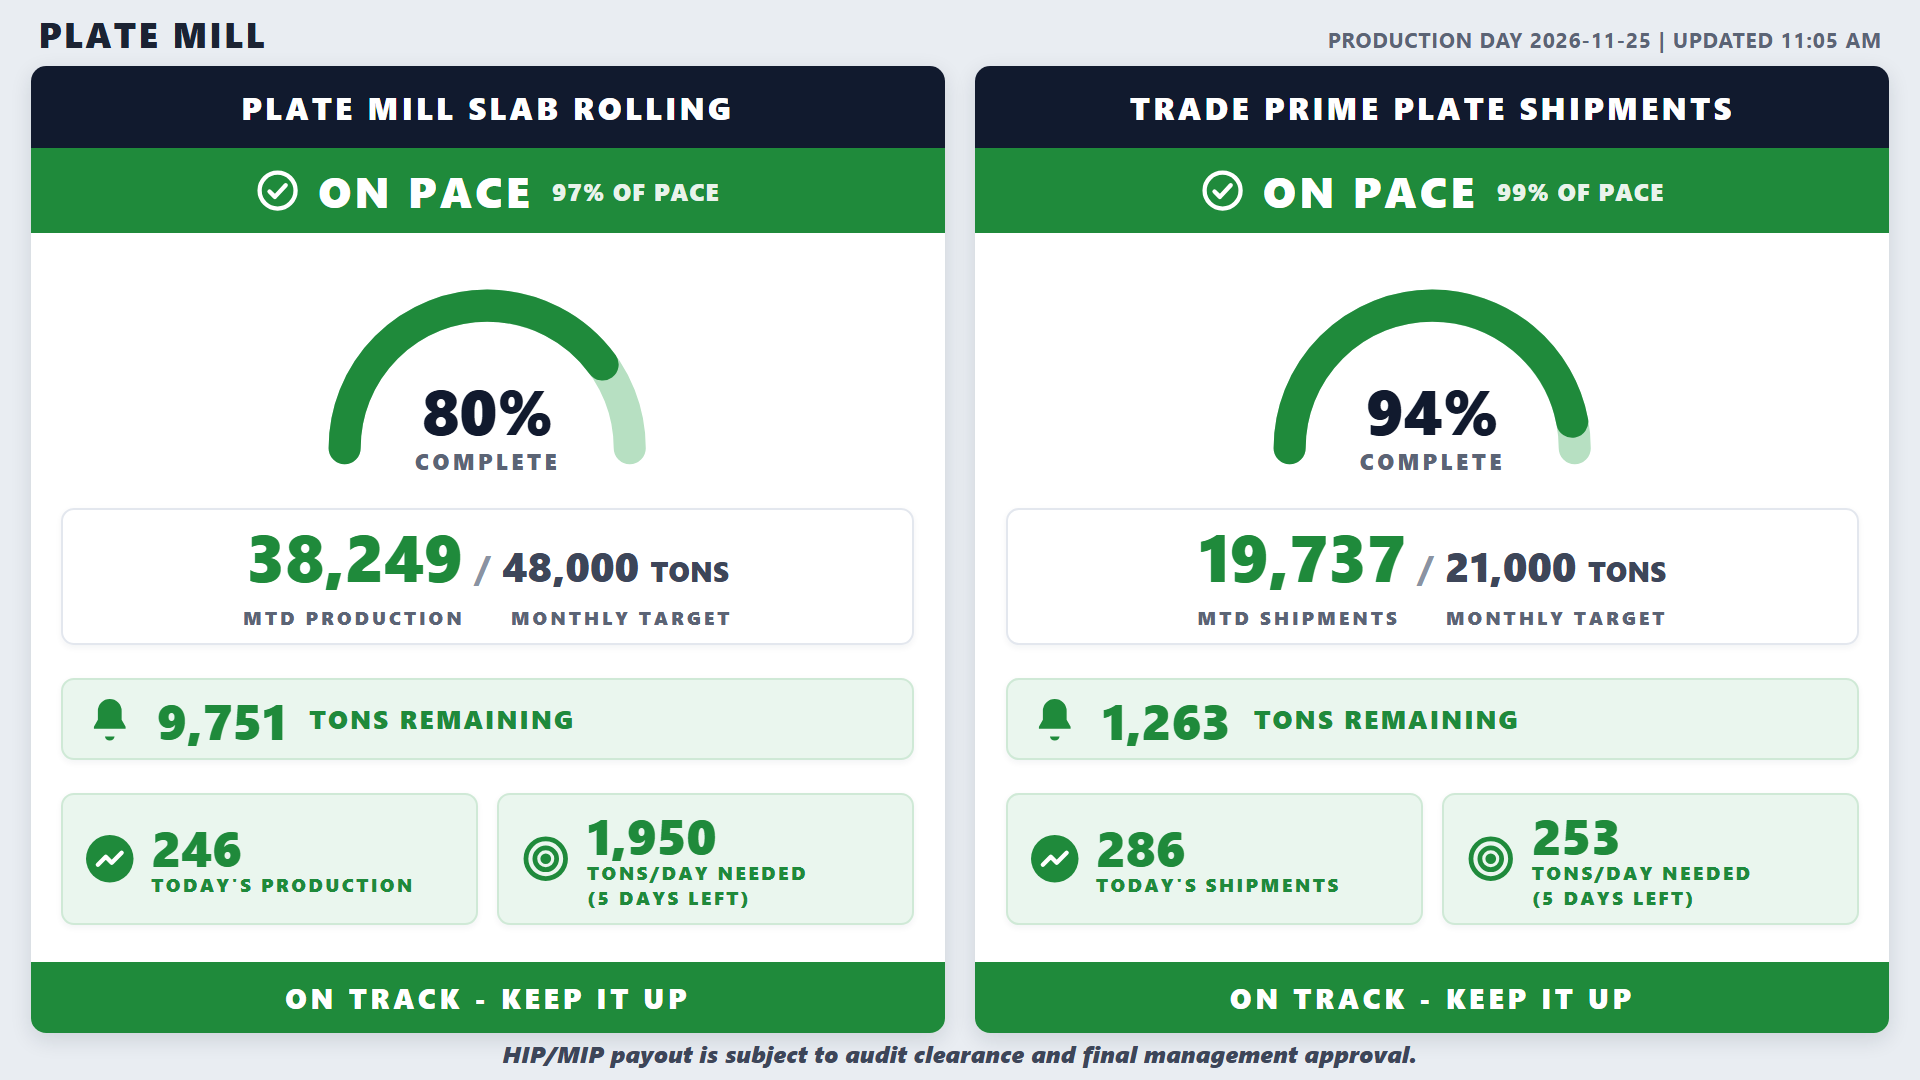 PLATE MILL
PRODUCTION DAY 2026-11-25 | UPDATED 11:05 AM
PLATE MILL SLAB ROLLING
ON PACE 97% OF PACE
80%
COMPLETE
38,249 / 48,000 TONS
MTD PRODUCTION MONTHLY TARGET
9,751 TONS REMAINING
246
TODAY'S PRODUCTION
1,950
TONS/DAY NEEDED
(5 DAYS LEFT)
ON TRACK - KEEP IT UP
TRADE PRIME PLATE SHIPMENTS
ON PACE 99% OF PACE
94%
COMPLETE
19,737 / 21,000 TONS
MTD SHIPMENTS MONTHLY TARGET
1,263 TONS REMAINING
286
TODAY'S SHIPMENTS
253
TONS/DAY NEEDED
(5 DAYS LEFT)
ON TRACK - KEEP IT UP
HIP/MIP payout is subject to audit clearance and final management approval.